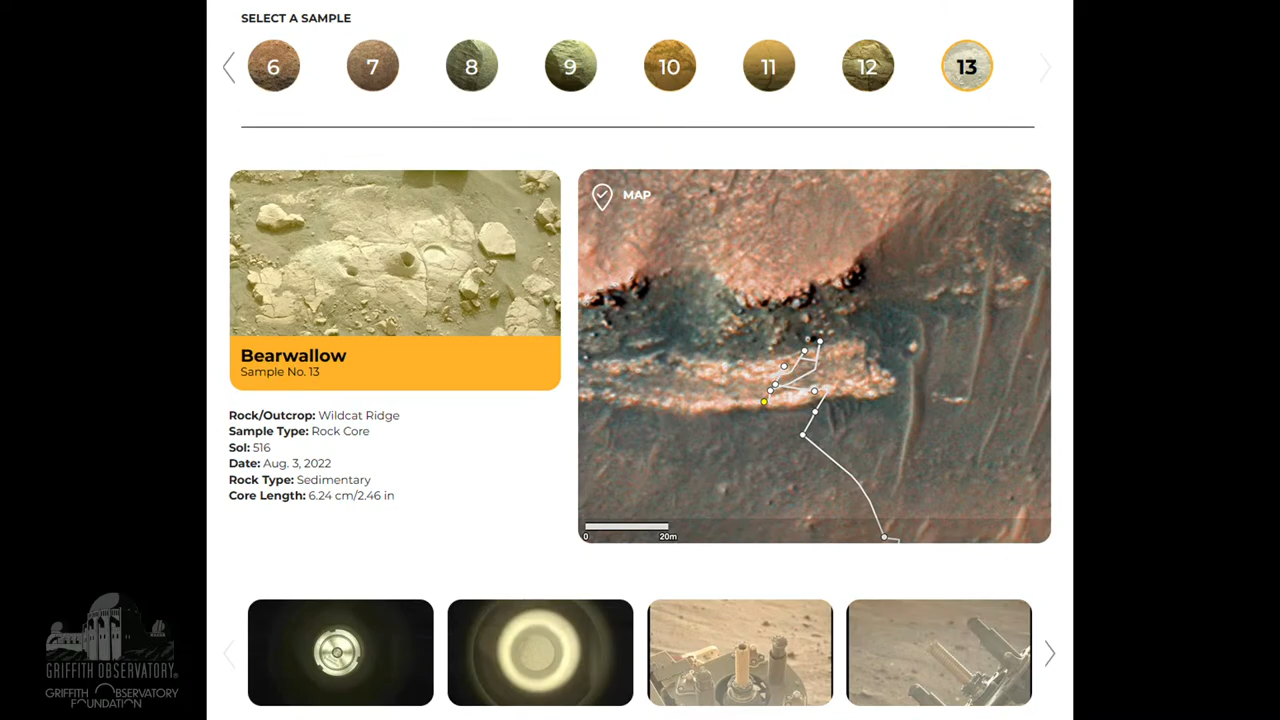 SELECT A SAMPLE
6 7 8 9 10 11 12 13
MAP
Bearwallow
Sample No. 13
Rock/Outcrop: Wildcat Ridge
Sample Type: Rock Core
Sol: 516
Date: Aug. 3, 2022
Rock Type: Sedimentary
Core Length: 6.24 cm/2.46 in
0 20m
GRIFFITH OBSERVATORY
GRIFFITH OBSERVATORY
FOUNDATION